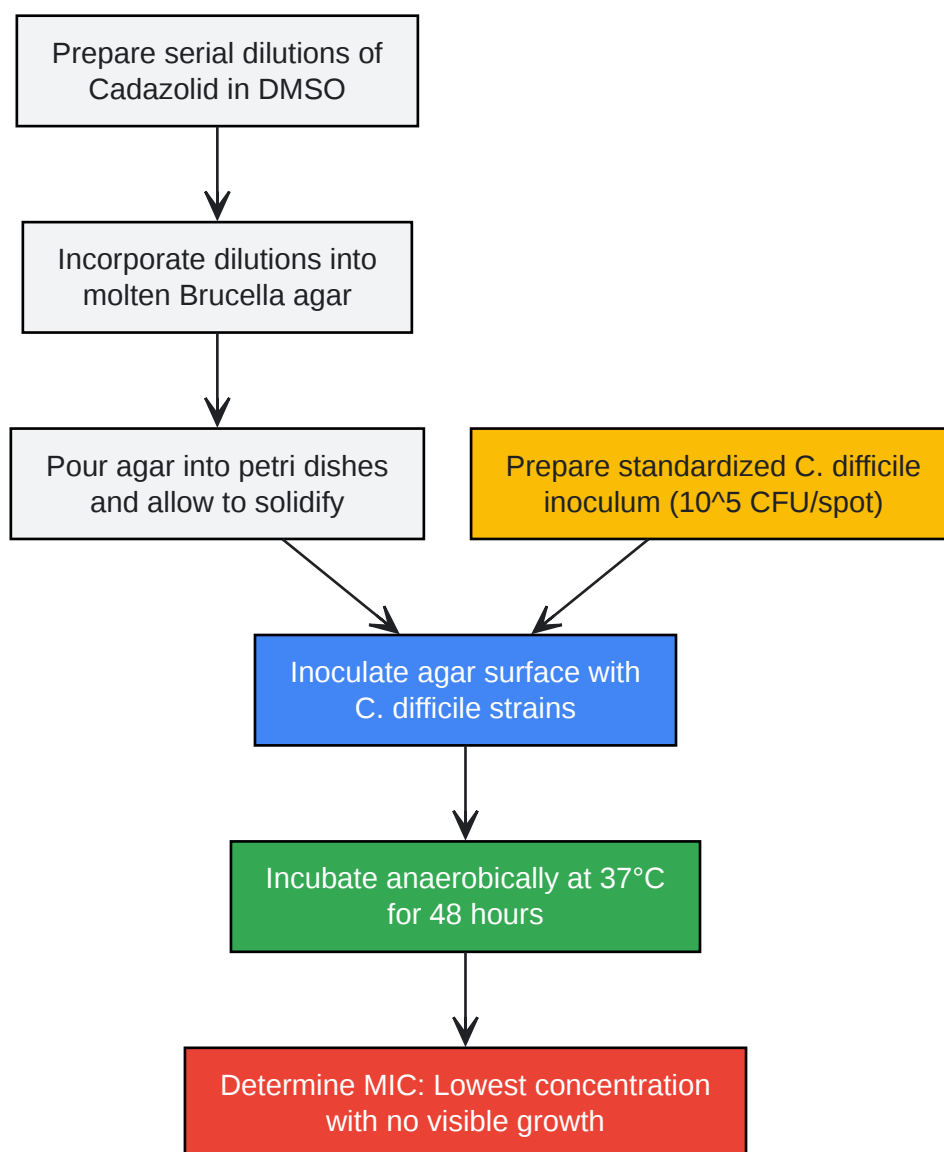 Prepare serial dilutions of
Cadazolid in DMSO
Incorporate dilutions into
molten Brucella agar
Pour agar into petri dishes
and allow to solidify
Prepare standardized C. difficile
inoculum (10^5 CFU/spot)
Inoculate agar surface with
C. difficile strains
Incubate anaerobically at 37°C
for 48 hours
Determine MIC: Lowest concentration
with no visible growth